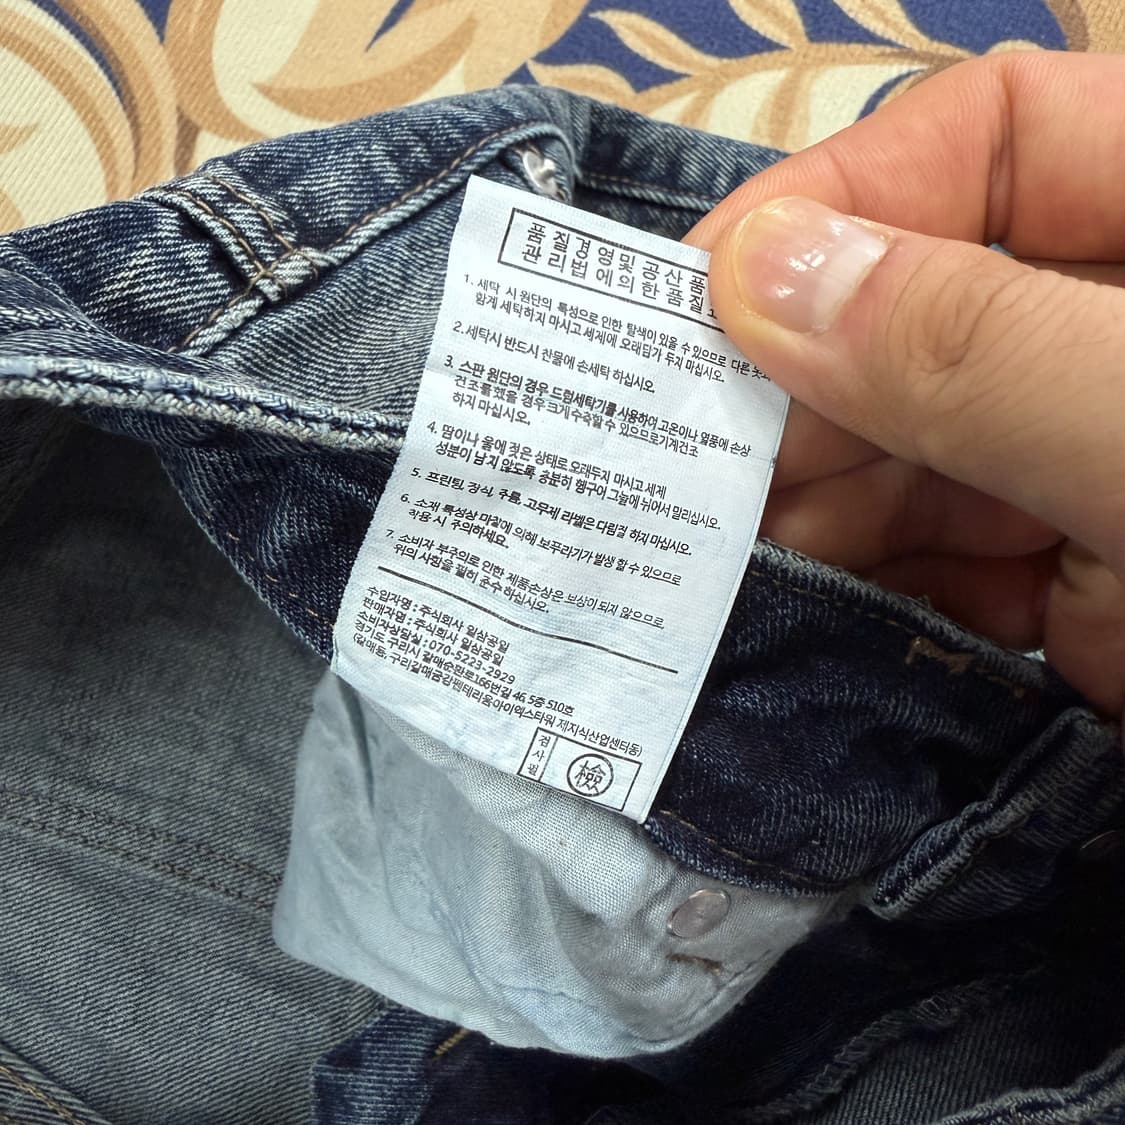 품질경영및공산품
관리법에의한품질
1. 세탁 시 원단의 특성으로 인한 탈색이 있을 수 있으므로 다른 옷과
함께 세탁하지 마시고 세제에 오래담가 두지 마십시오.
2.세탁시 반드시 찬물에 손세탁 하십시오.
3. 스판 원단의 경우 드럼세탁기를 사용하여 고온이나 열풍에 손상
건조를했을 경우 크게수축할수 있으므로기계건조
하지 마십시오.
4. 땀이나 물에 젖은 상태로 오래두지 마시고 세제
성분이 남지 않도록 충분히 헹구어 그늘에 뉘어서 말리십시오.
5. 프린팅, 장식, 주름, 고무제 라벨은 다림질 하지 마십시오.
6. 소재 특성상 마찰에 의해 보푸라기가 발생 할 수 있으므로
착용 시 주의하세요.
7. 소비자 부주의로 인한 제품손상은 보상이 되지 않으므로
위의 사항을 필히 준수 하십시오.
수입자명 : 주식회사 일삼공일
판매자명 : 주식회사 일삼공일
소비자상담실 : 070-5223-2929
경기도 구리시 갈매순환로166번길 46, 5층 510호
(갈매동, 구리갈매금강펜테리움아이엑스타워 제지식산업센터동)
검사필
檢